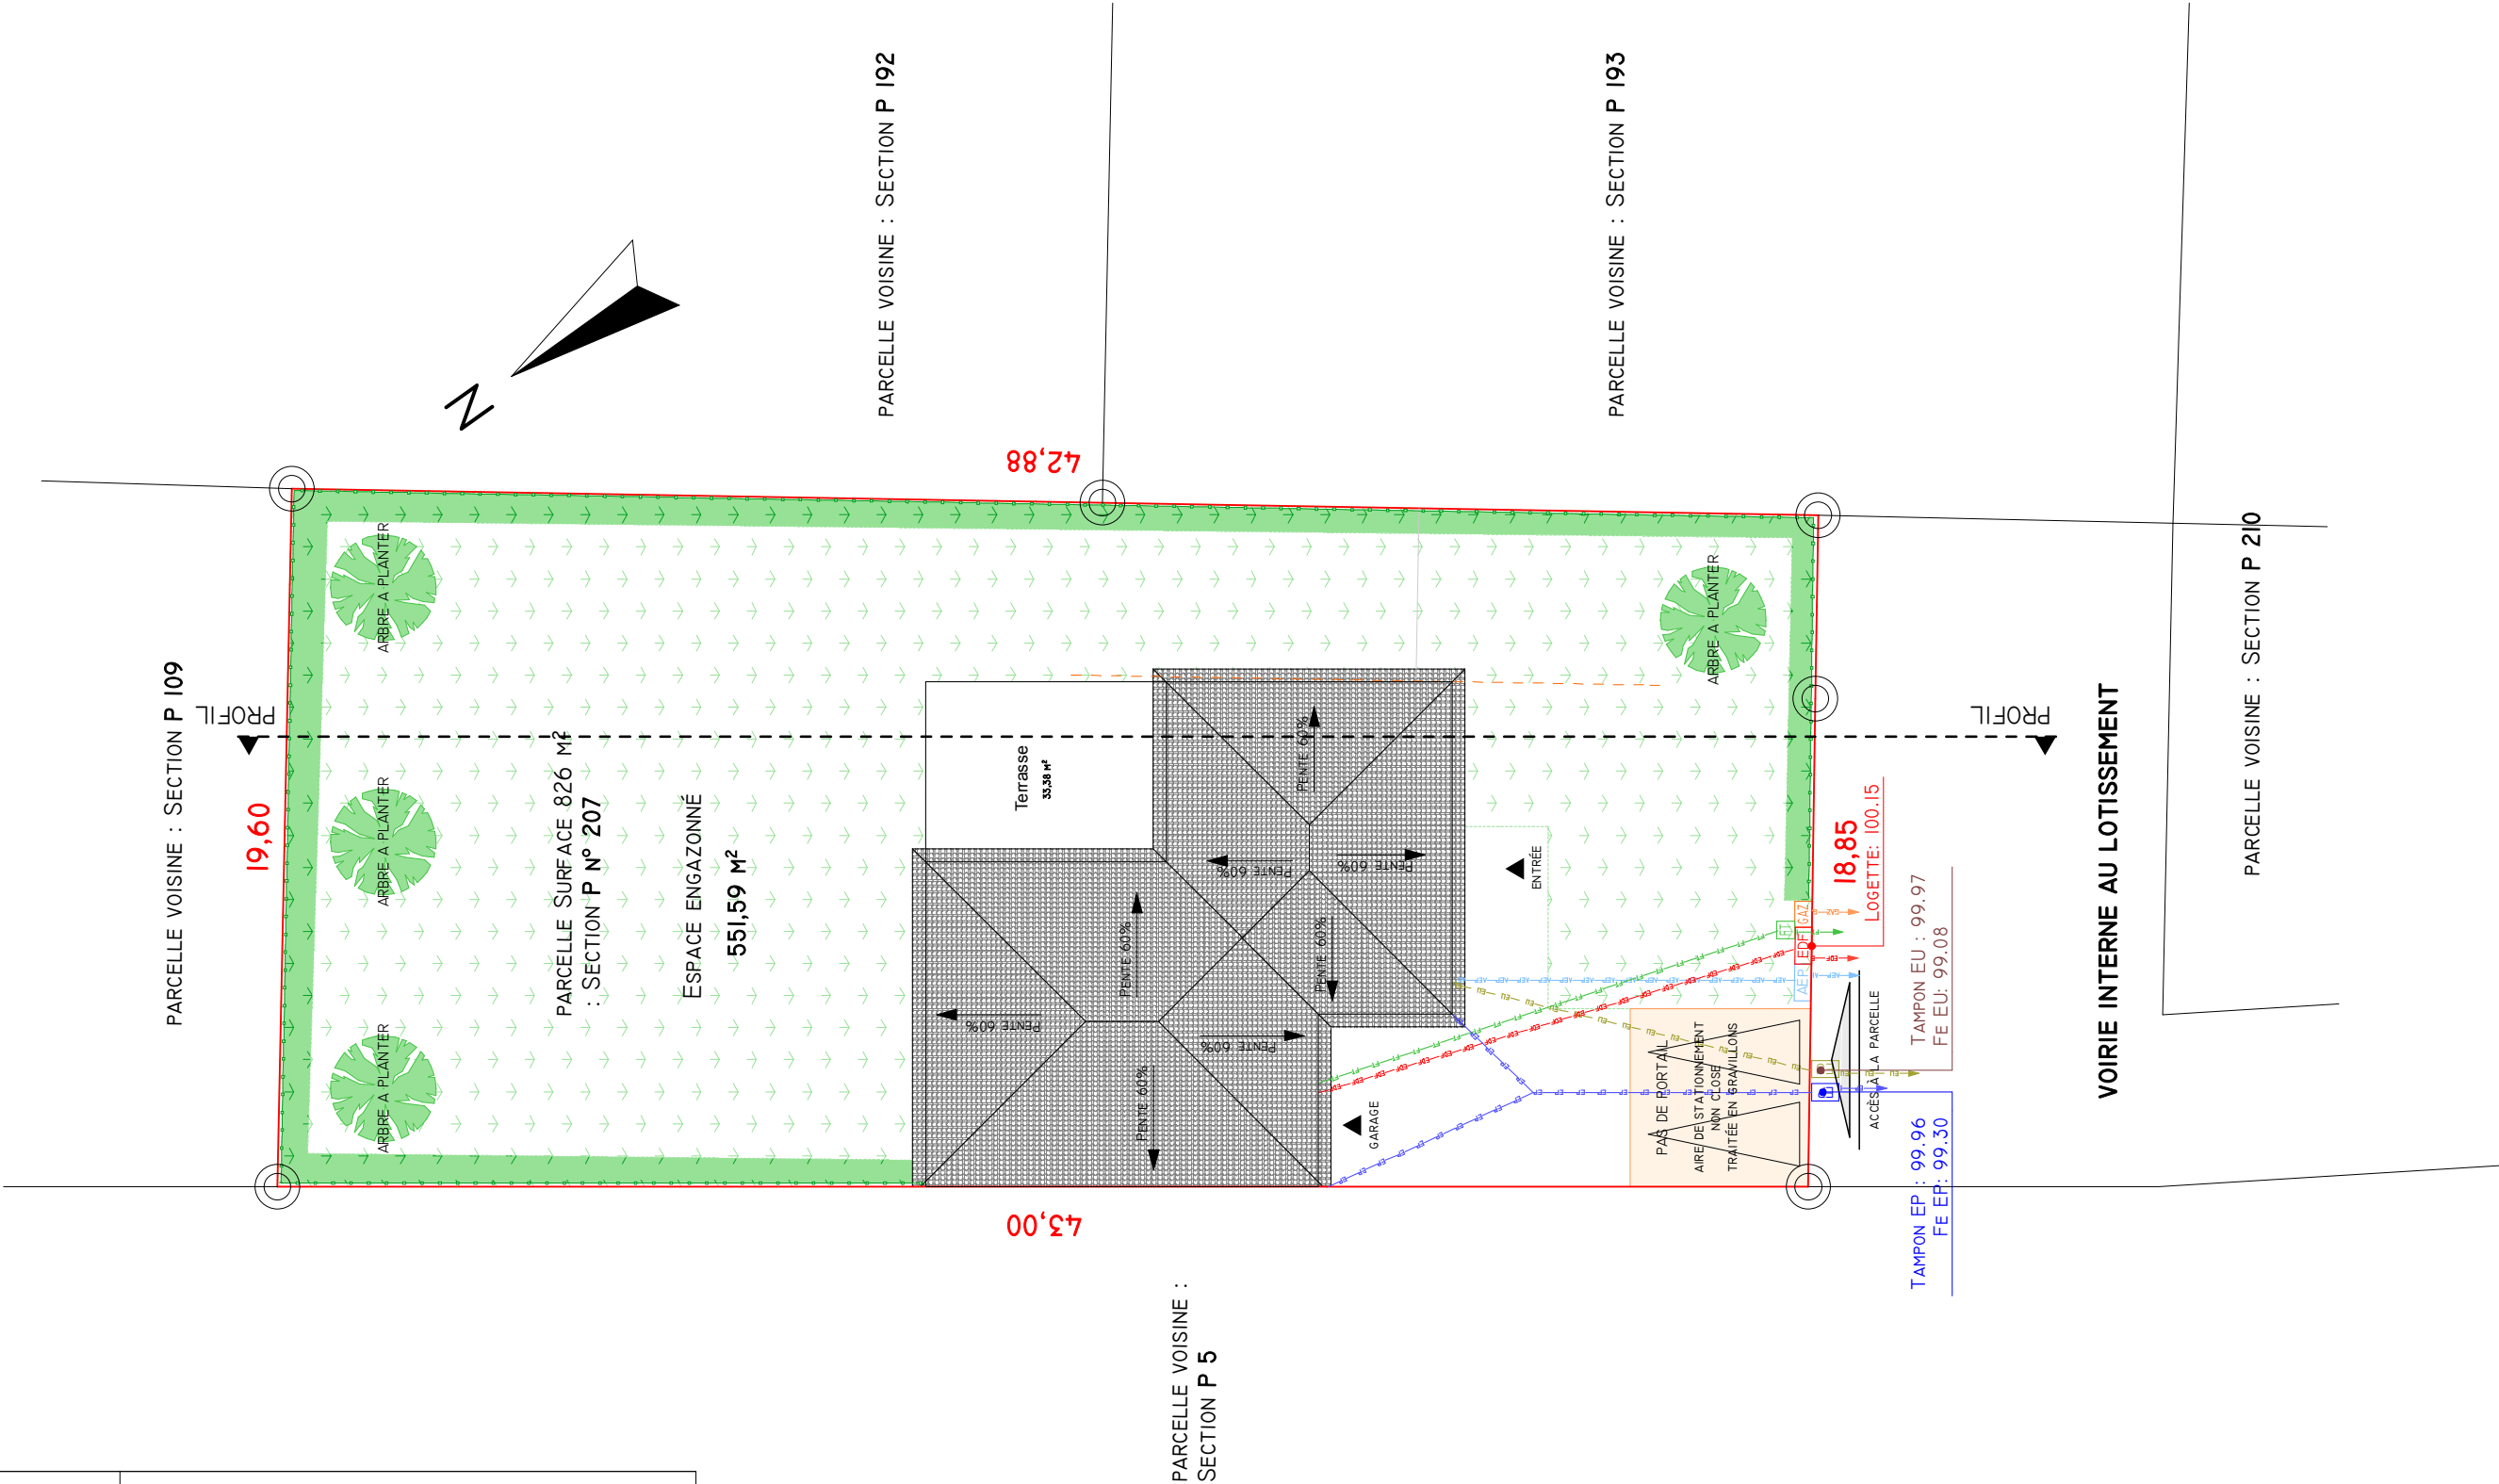 PARCELLE VOISINE : SECTION P 109
PROFIL
19,60
N
PARCELLE VOISINE : SECTION P 192
PARCELLE VOISINE : SECTION P 193
42,88
ARBRE A PLANTER
ARBRE A PLANTER
ARBRE A PLANTER
ARBRE A PLANTER
PARCELLE SURFACE 826 M²
: SECTION P N° 207
ESPACE ENGAZONNÉ
551,59 M²
Terrasse
33,38 M²
PENTE 60%
PENTE 60%
PENTE 60%
PENTE 60%
PENTE 60%
PENTE 60%
PENTE 60%
PENTE 60%
ENTRÉE
GARAGE
PAS DE PORTAIL
AIRE DE STATIONNEMENT
NON CLOSE
TRAITÉE EN GRAVILLONS
GAZ
FT
EDF
AEP
18,85
LOGETTE: 100.15
ACCÈS À LA PARCELLE
TAMPON EU : 99.97
FE EU: 99.08
TAMPON EP : 99.96
FE EP: 99.30
PROFIL
VOIRIE INTERNE AU LOTISSEMENT
PARCELLE VOISINE : SECTION P 210
43,00
PARCELLE VOISINE :
SECTION P 5